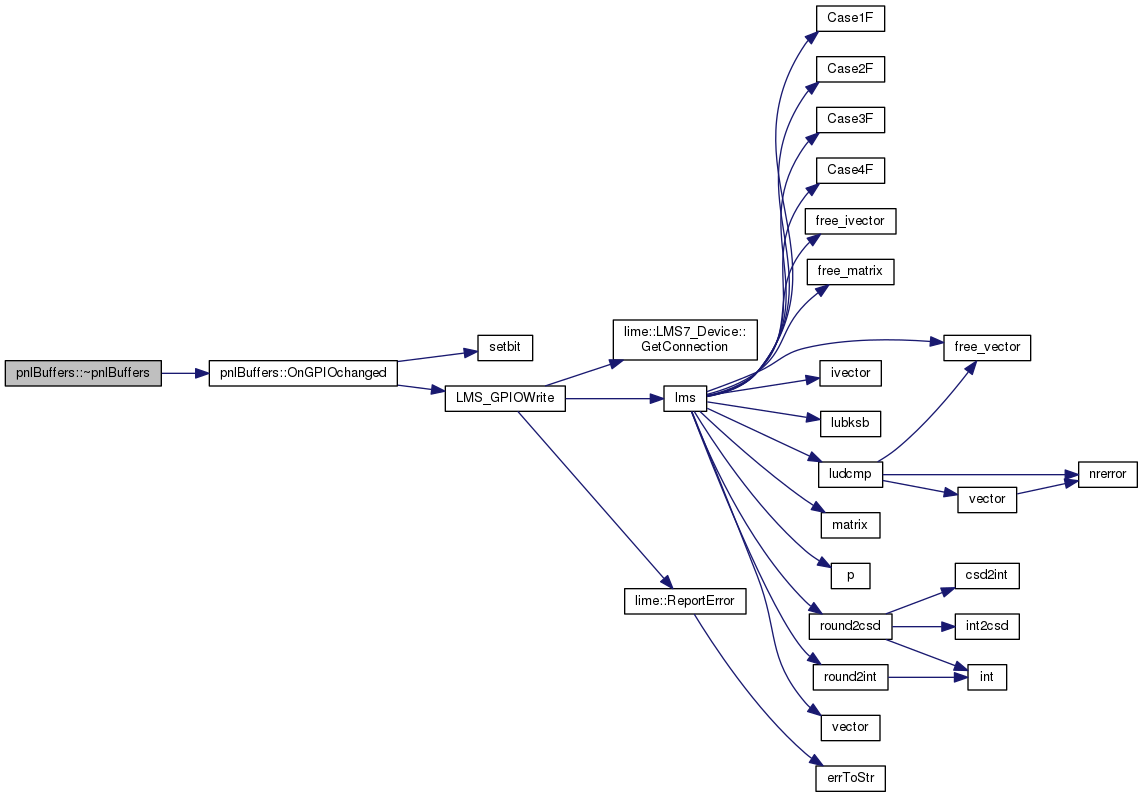 Case1F
Case2F
Case3F
Case4F
free_ivector
free_matrix
lime::LMS7_Device::
GetConnection
setbit
free_vector
pnlBuffers::~pnlBuffers
pnlBuffers::OnGPIOchanged
ivector
LMS_GPIOWrite
lms
lubksb
ludcmp
nrerror
vector
matrix
p
csd2int
lime::ReportError
round2csd
int2csd
round2int
int
vector
errToStr